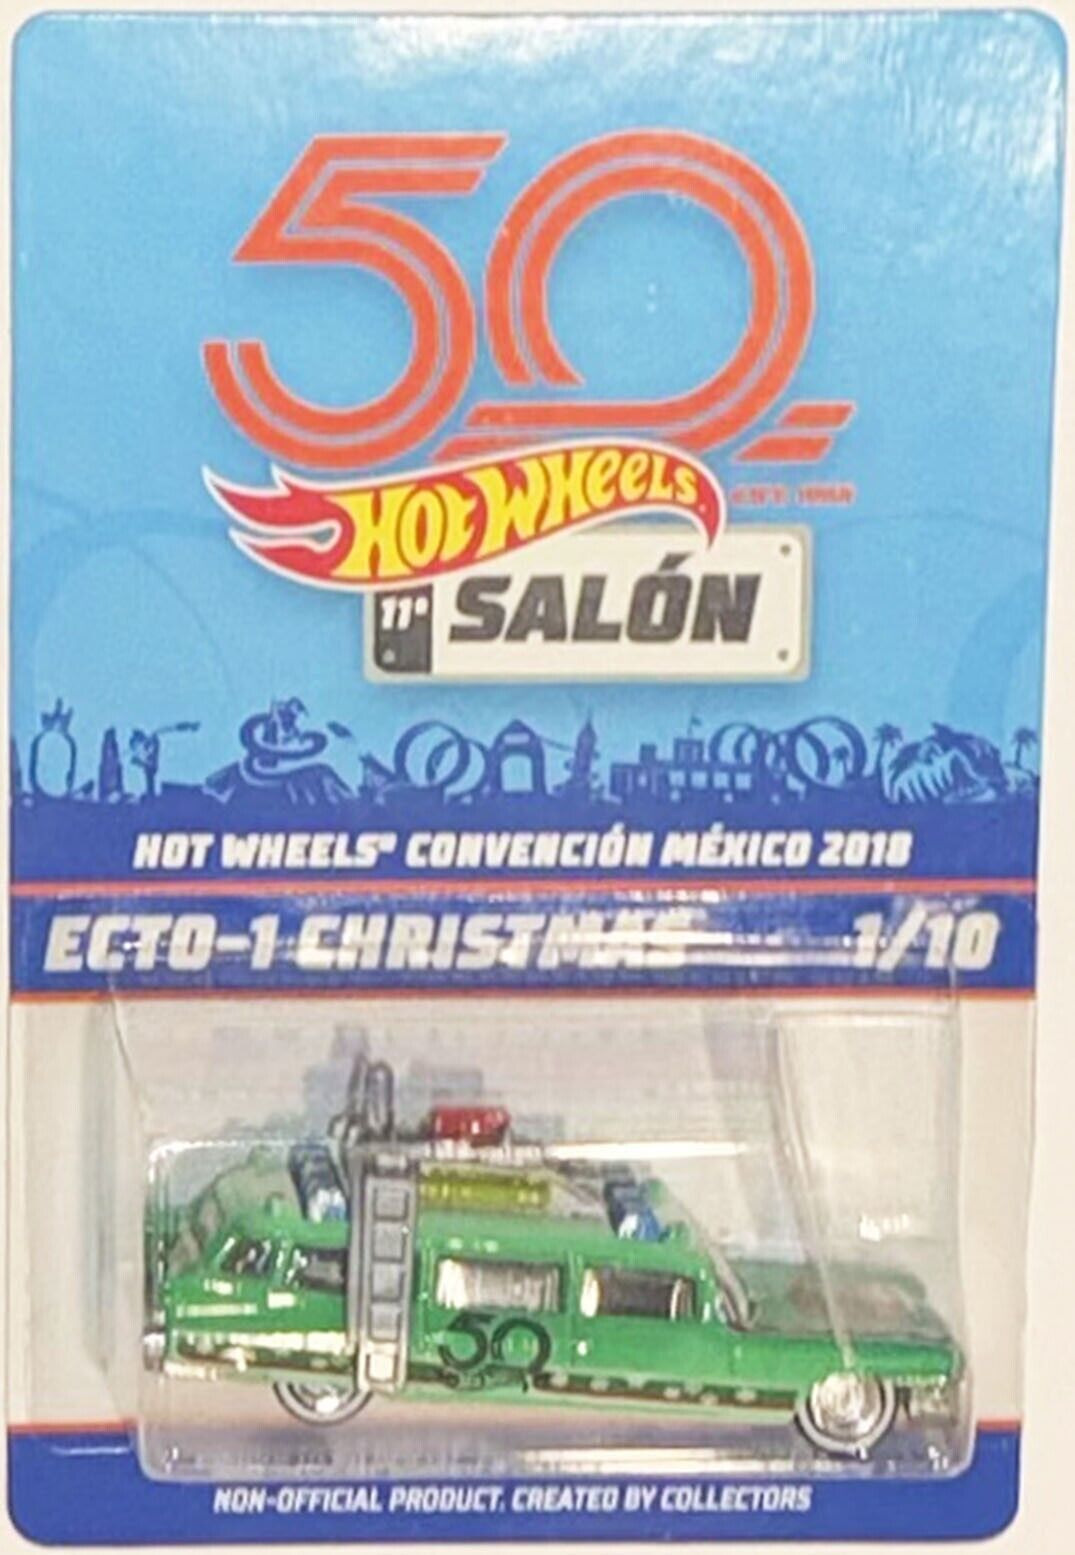 50
HOT WHEELS
EST. 1968
11º SALÓN
HOT WHEELS® CONVENCIÓN MÉXICO 2018
ECTO-1 CHRISTMAS 1/10
50
NON-OFFICIAL PRODUCT. CREATED BY COLLECTORS